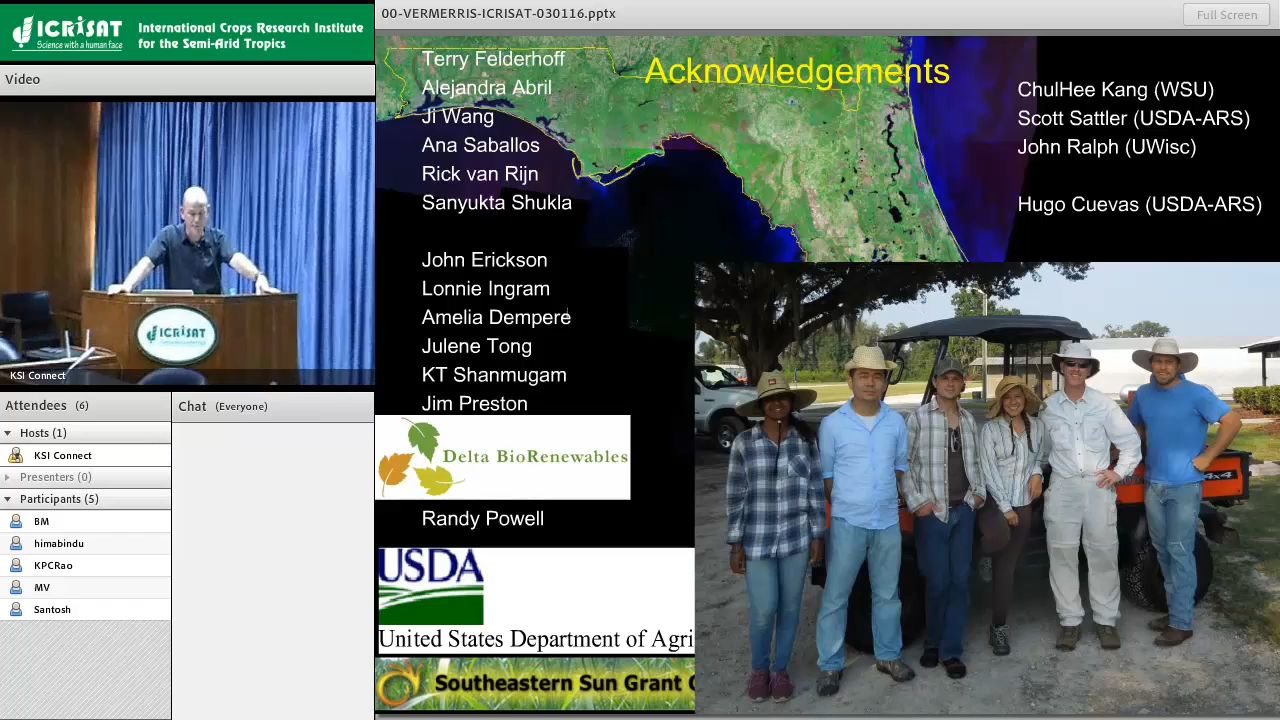 ICRISAT
Science with a human face
International Crops Research Institute
for the Semi-Arid Tropics
Video
ICRISAT
KSI Connect
Attendees (6)
Hosts (1)
KSI Connect
Presenters (0)
Participants (5)
BM
himabindu
KPCRao
MV
Santosh
Chat (Everyone)
00-VERMERRIS-ICRISAT-030116.pptx
Full Screen
Acknowledgements
Terry Felderhoff
Alejandra Abril
Ji Wang
Ana Saballos
Rick van Rijn
Sanyukta Shukla
John Erickson
Lonnie Ingram
Amelia Dempere
Julene Tong
KT Shanmugam
Jim Preston
Delta BioRenewables
Randy Powell
USDA
United States Department of Agri
Southeastern Sun Grant C
ChulHee Kang (WSU)
Scott Sattler (USDA-ARS)
John Ralph (UWisc)
Hugo Cuevas (USDA-ARS)
4x4